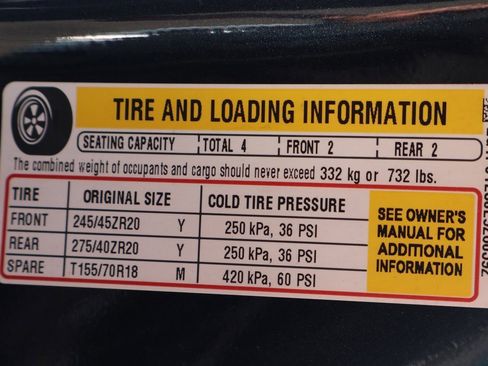 TIRE AND LOADING INFORMATION
SEATING CAPACITY TOTAL 4 FRONT 2 REAR 2
The combined weight of occupants and cargo should never exceed 332 kg or 732 lbs.
TIRE ORIGINAL SIZE COLD TIRE PRESSURE
FRONT 245/45ZR20 Y 250 kPa, 36 PSI
REAR 275/40ZR20 Y 250 kPa, 36 PSI
SPARE T155/70R18 M 420 kPa, 60 PSI
SEE OWNER'S
MANUAL FOR
ADDITIONAL
INFORMATION